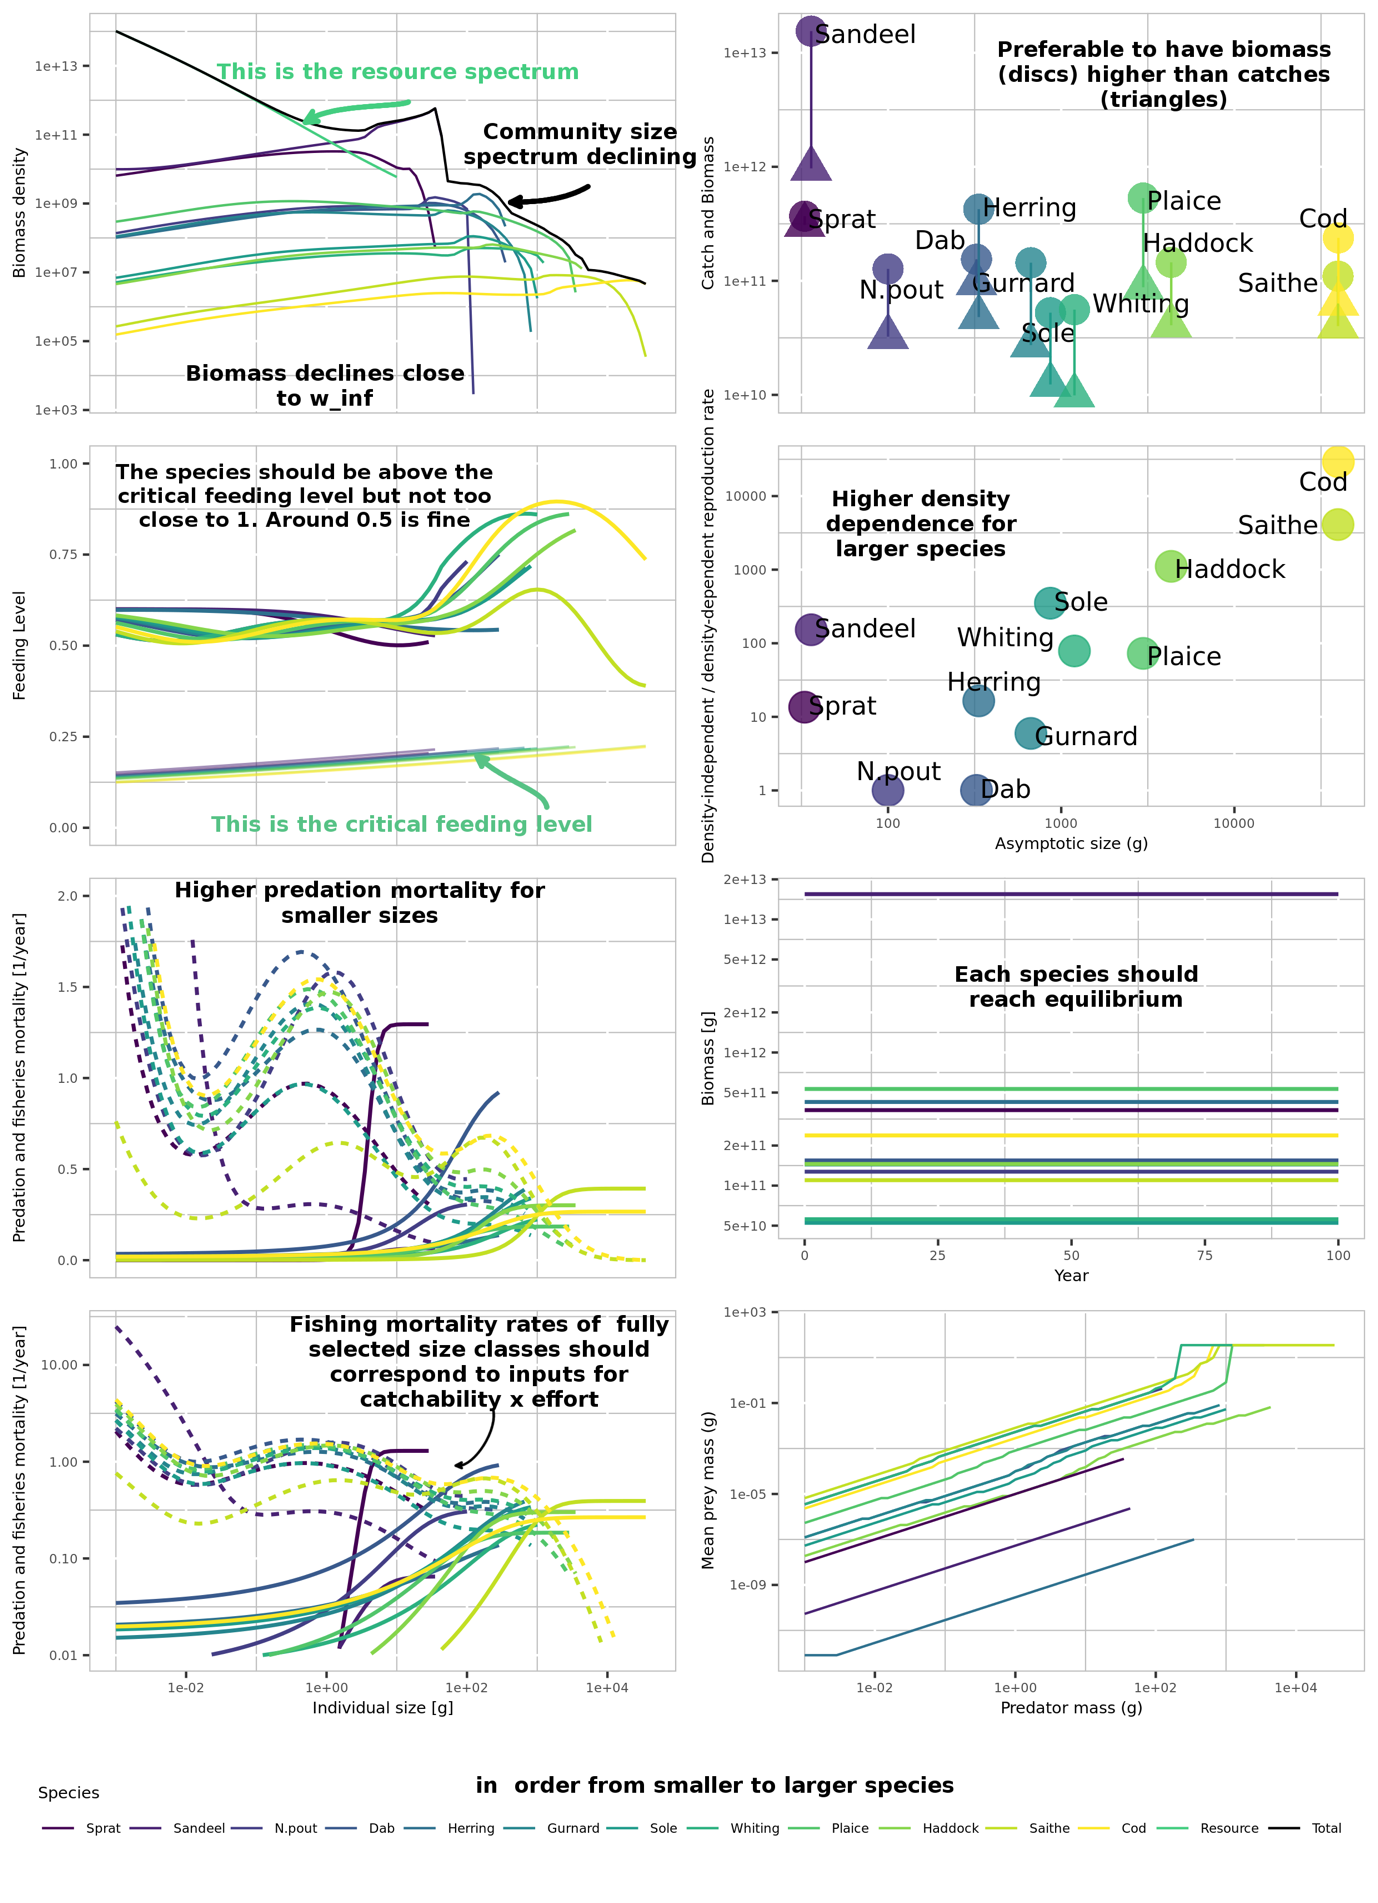 Biomass density
1e+13
1e+11
1e+09
1e+07
1e+05
1e+03
This is the resource spectrum
Community size
spectrum declining
Biomass declines close
to w_inf
Catch and Biomass
1e+13
1e+12
1e+11
1e+10
Preferable to have biomass
(discs) higher than catches
(triangles)
Sandeel
Sprat
N.pout
Dab
Herring
Gurnard
Sole
Whiting
Plaice
Haddock
Cod
Saithe
Feeding Level
1.00
0.75
0.50
0.25
0.00
The species should be above the
critical feeding level but not too
close to 1. Around 0.5 is fine
This is the critical feeding level
Density-independent / density-dependent reproduction rate
10000
1000
100
10
1
Higher density
dependence for
larger species
Cod
Saithe
Haddock
Sole
Sandeel
Whiting
Plaice
Herring
Sprat
Gurnard
N.pout
Dab
100
1000
10000
Asymptotic size (g)
Predation and fisheries mortality [1/year]
2.0
1.5
1.0
0.5
0.0
Higher predation mortality for
smaller sizes
Biomass [g]
2e+13
1e+13
5e+12
2e+12
1e+12
5e+11
2e+11
1e+11
5e+10
Each species should
reach equilibrium
0
25
50
75
100
Year
Predation and fisheries mortality [1/year]
10.00
1.00
0.10
0.01
Fishing mortality rates of  fully
selected size classes should
correspond to inputs for
catchability x effort
1e-02
1e+00
1e+02
1e+04
Individual size [g]
Mean prey mass (g)
1e+03
1e-01
1e-05
1e-09
1e-02
1e+00
1e+02
1e+04
Predator mass (g)
in  order from smaller to larger species
Species
Sprat
Sandeel
N.pout
Dab
Herring
Gurnard
Sole
Whiting
Plaice
Haddock
Saithe
Cod
Resource
Total